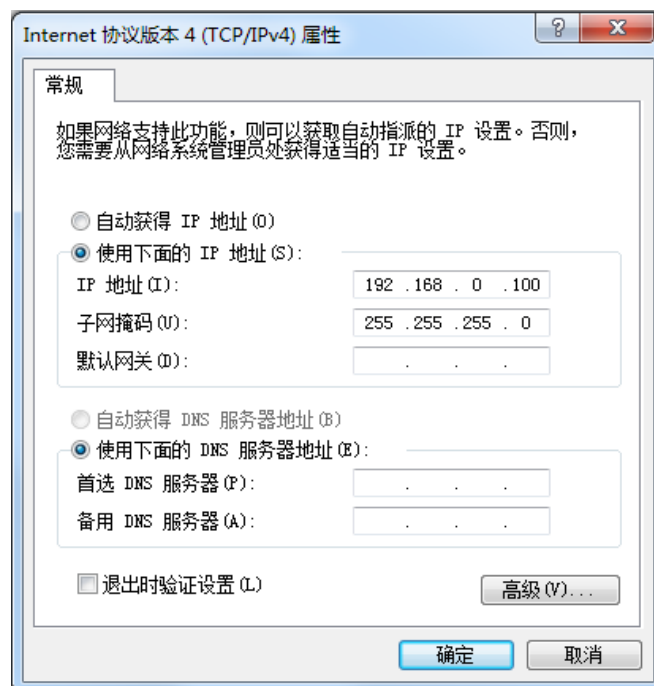 Internet 协议版本 4 (TCP/IPv4) 属性
常规
如果网络支持此功能，则可以获取自动指派的 IP 设置。否则，
您需要从网络系统管理员处获得适当的 IP 设置。
自动获得 IP 地址(O)
使用下面的 IP 地址(S):
IP 地址(I): 192 .168 . 0 .100
子网掩码(U): 255 .255 .255 . 0
默认网关(D): . . .
自动获得 DNS 服务器地址(B)
使用下面的 DNS 服务器地址(E):
首选 DNS 服务器(P): . . .
备用 DNS 服务器(A): . . .
退出时验证设置(L)
高级(V)...
确定 取消